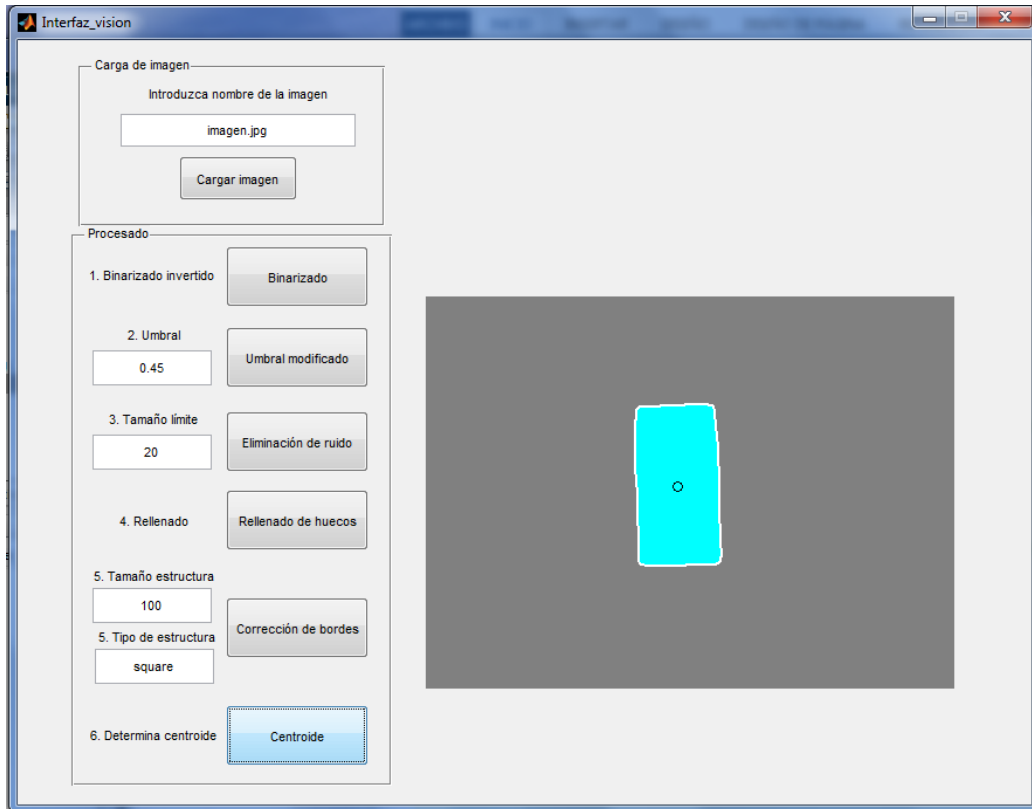 Interfaz_vision
Carga de imagen
Introduzca nombre de la imagen
imagen.jpg
Cargar imagen
Procesado
1. Binarizado invertido
Binarizado
2. Umbral
0.45
Umbral modificado
3. Tamaño límite
20
Eliminación de ruido
4. Rellenado
Rellenado de huecos
5. Tamaño estructura
100
5. Tipo de estructura
square
Corrección de bordes
6. Determina centroide
Centroide